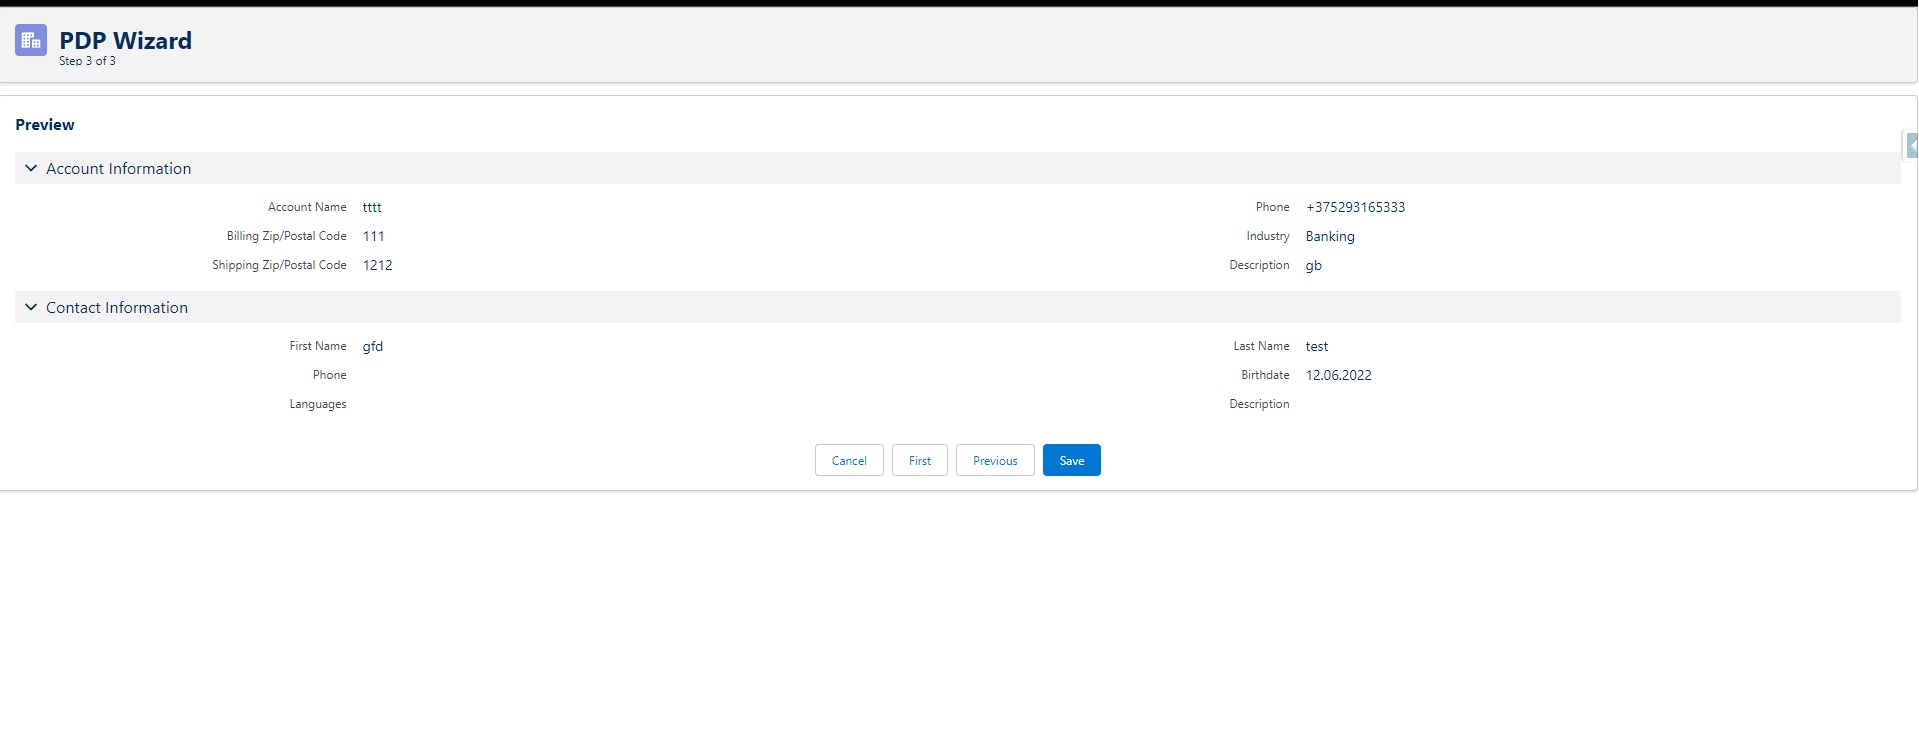 PDP Wizard
Step 3 of 3
Preview
Account Information
Account Name tttt Phone +375293165333
Billing Zip/Postal Code 111 Industry Banking
Shipping Zip/Postal Code 1212 Description gb
Contact Information
First Name gfd Last Name test
Phone Birthdate 12.06.2022
Languages Description
Cancel First Previous Save